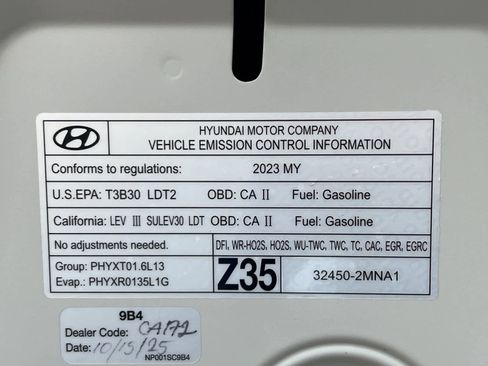 HYUNDAI MOTOR COMPANY
VEHICLE EMISSION CONTROL INFORMATION
Conforms to regulations: 2023 MY
U.S.EPA: T3B30 LDT2 OBD: CA II Fuel: Gasoline
California: LEV III SULEV30 LDT OBD: CA II Fuel: Gasoline
No adjustments needed. DFI, WR-HO2S, HO2S, WU-TWC, TWC, TC, CAC, EGR, EGRC
Group: PHYXT01.6L13
Evap.: PHYXR0135L1G
Z35
32450-2MNA1
9B4
Dealer Code: CA172
Date: 10/15/25
NP001SC9B4